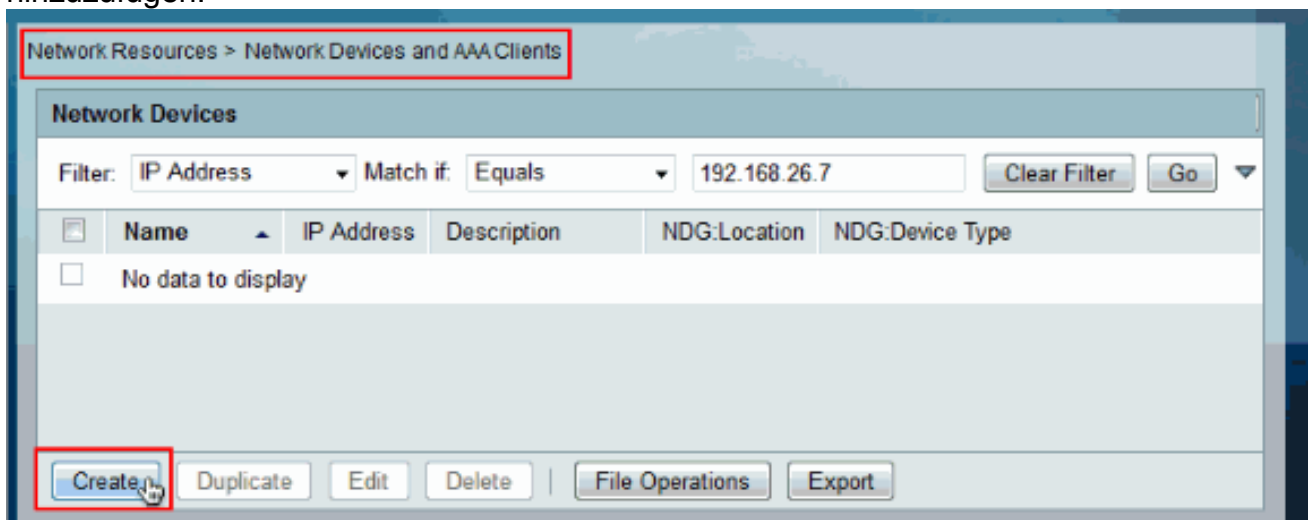 Network Resources > Network Devices and AAA Clients
Network Devices
Filter: IP Address Match if: Equals 192.168.26.7 Clear Filter Go
Name IP Address Description NDG:Location NDG:Device Type
No data to display
Create Duplicate Edit Delete | File Operations Export